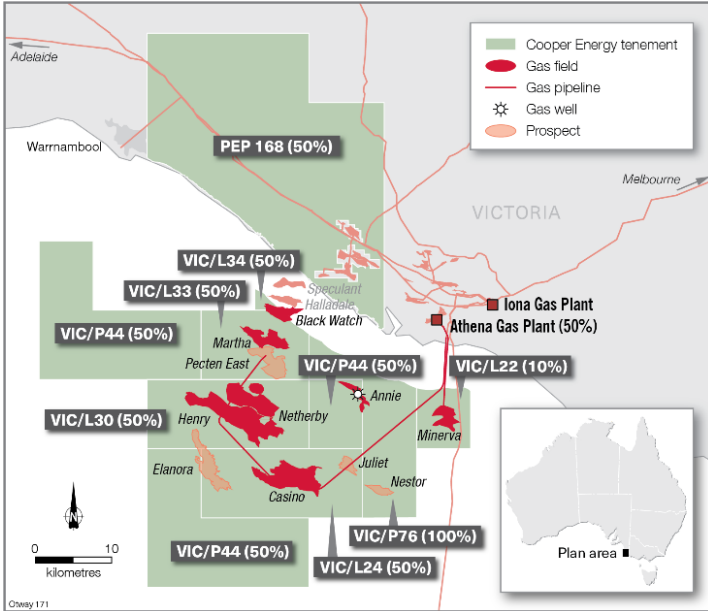 Adelaide
Warrnambool
PEP 168 (50%)
Cooper Energy tenement
Gas field
Gas pipeline
Gas well
Prospect
Melbourne
VICTORIA
VIC/L34 (50%)
VIC/L33 (50%)
VIC/P44 (50%)
Speculant
Halladale
Black Watch
Martha
Pecten East
Iona Gas Plant
Athena Gas Plant (50%)
VIC/P44 (50%)
VIC/L22 (10%)
Annie
VIC/L30 (50%)
Henry
Netherby
Minerva
Elanora
Casino
Juliet
Nestor
VIC/P76 (100%)
VIC/P44 (50%)
VIC/L24 (50%)
N
0 10
kilometres
Plan area
Otway 171